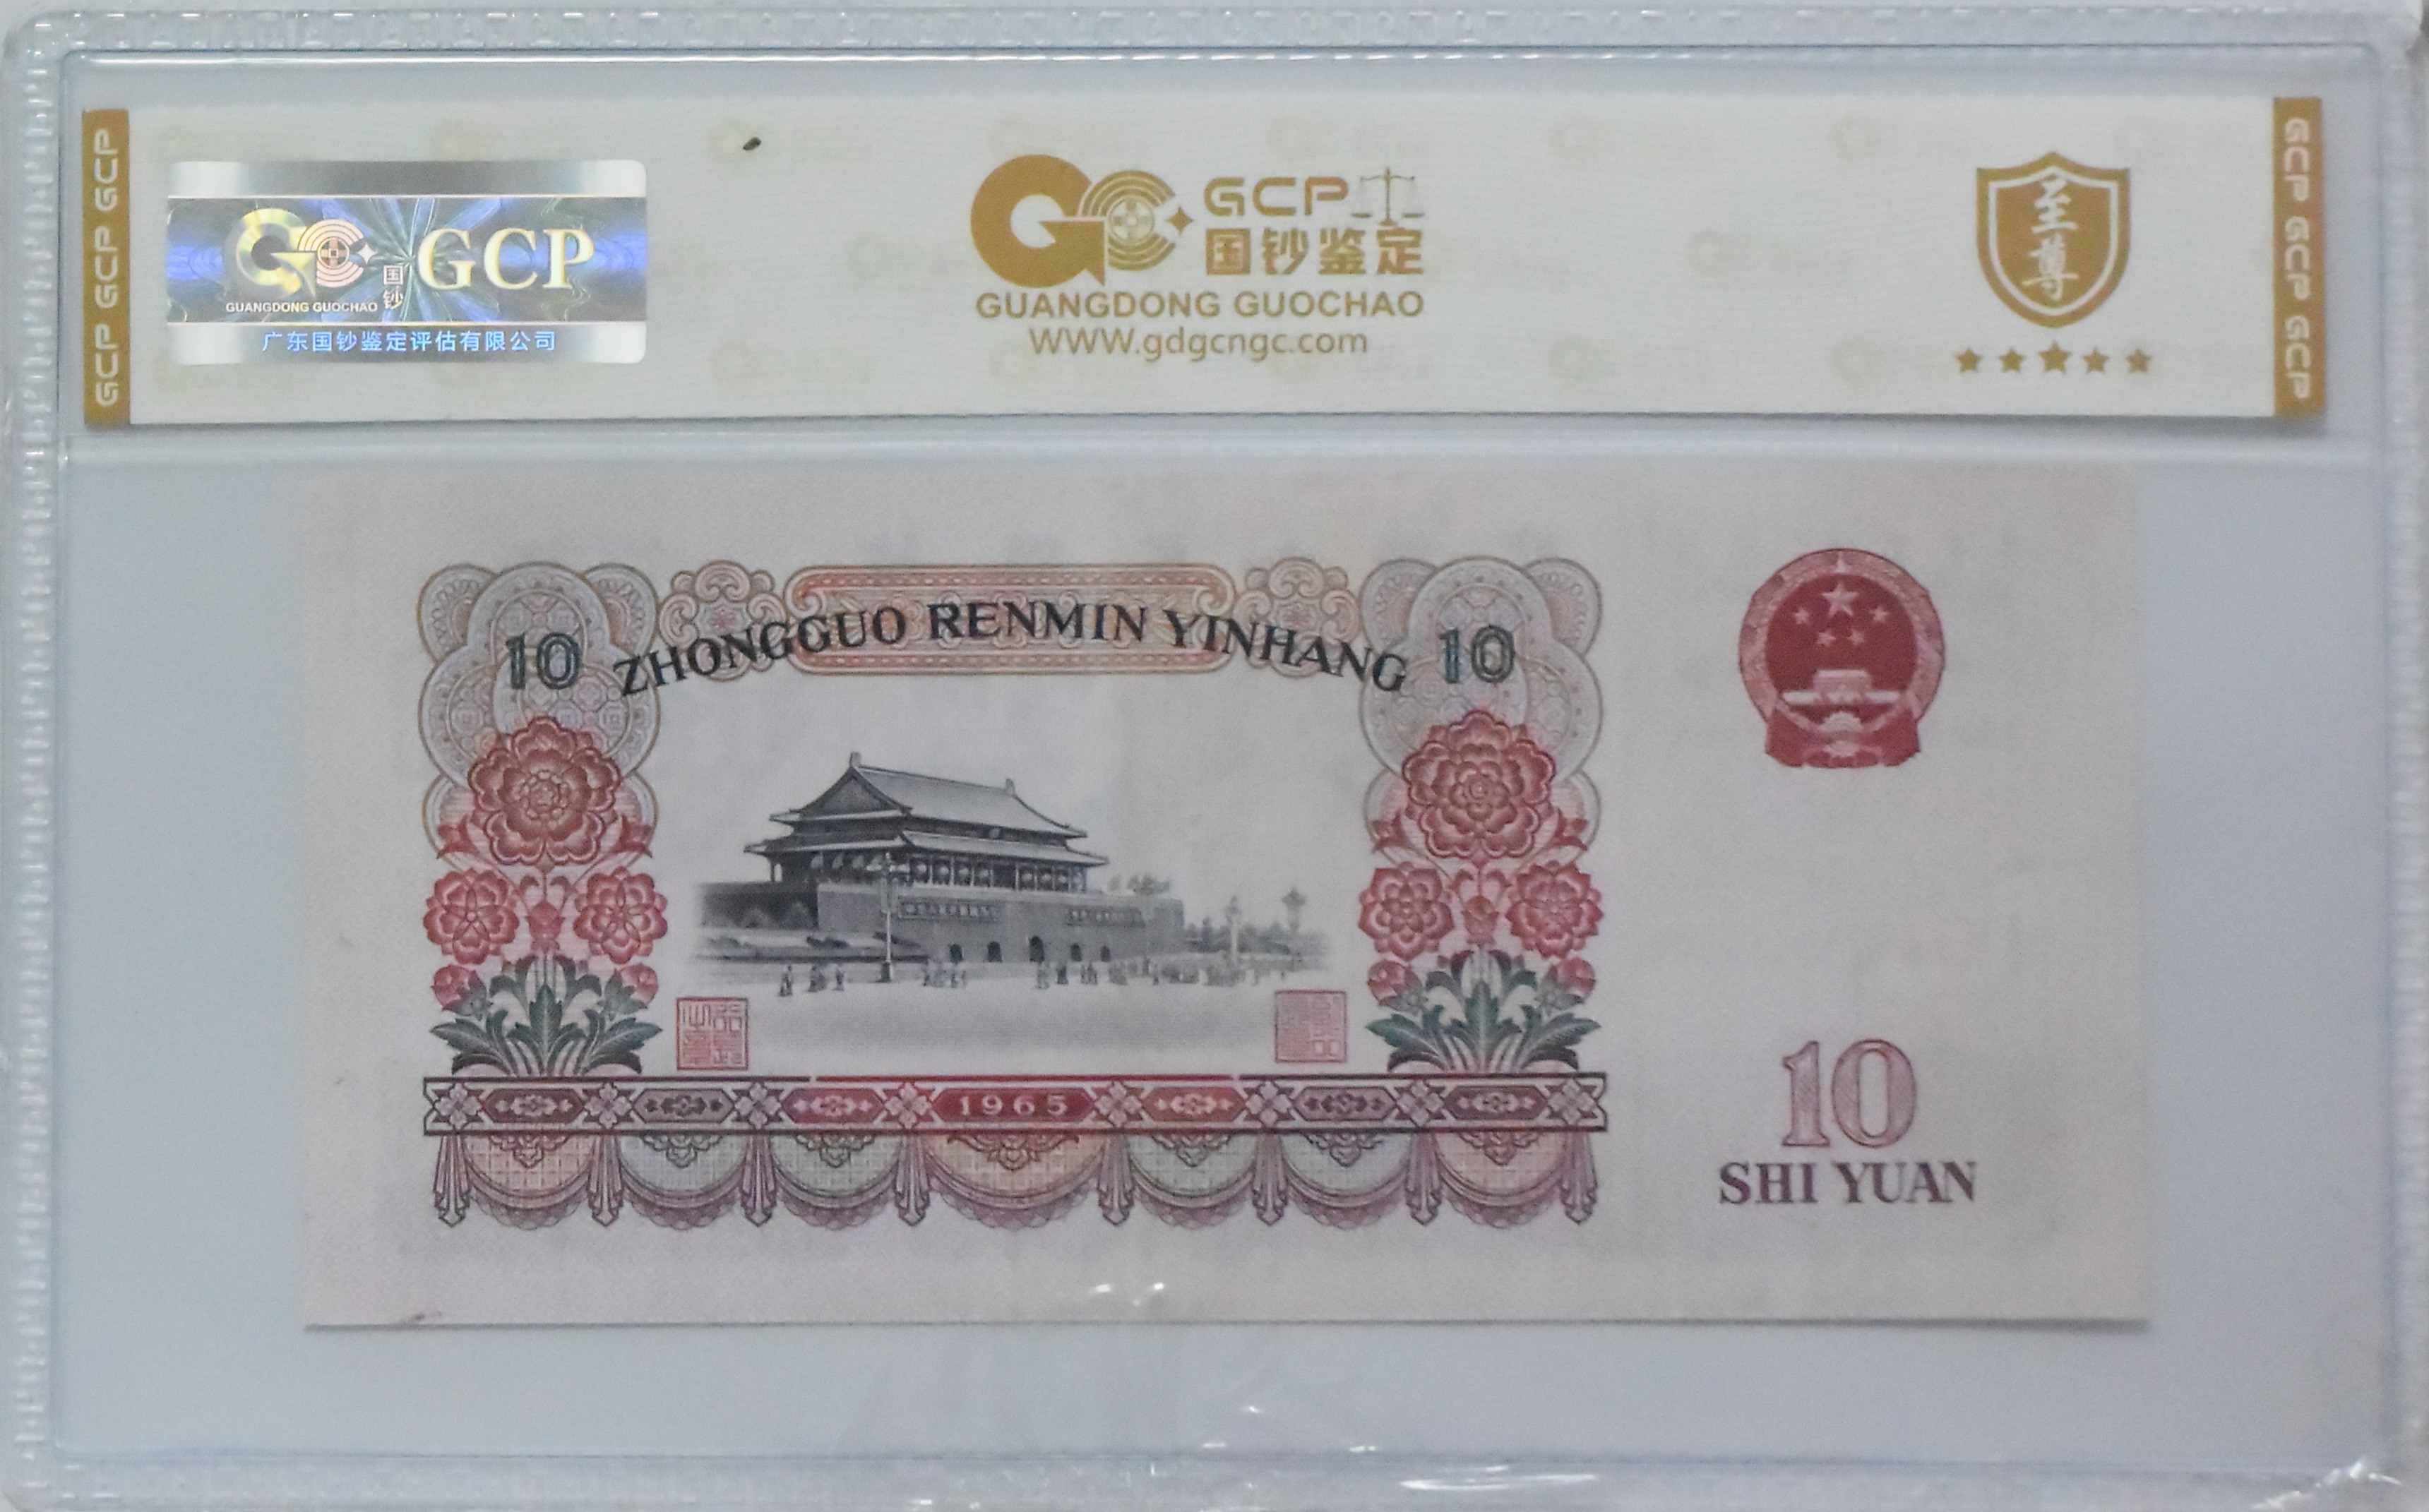 GCP GCP GCP
GUANGDONG GUOCHAO
国钞
GCP
广东国钞鉴定评估有限公司
GCP
国钞鉴定
GUANGDONG GUOCHAO
WWW.gdgcngc.com
至尊
GCP GCP GCP
10 ZHONGGUO RENMIN YINHANG 10
1965
10
SHI YUAN